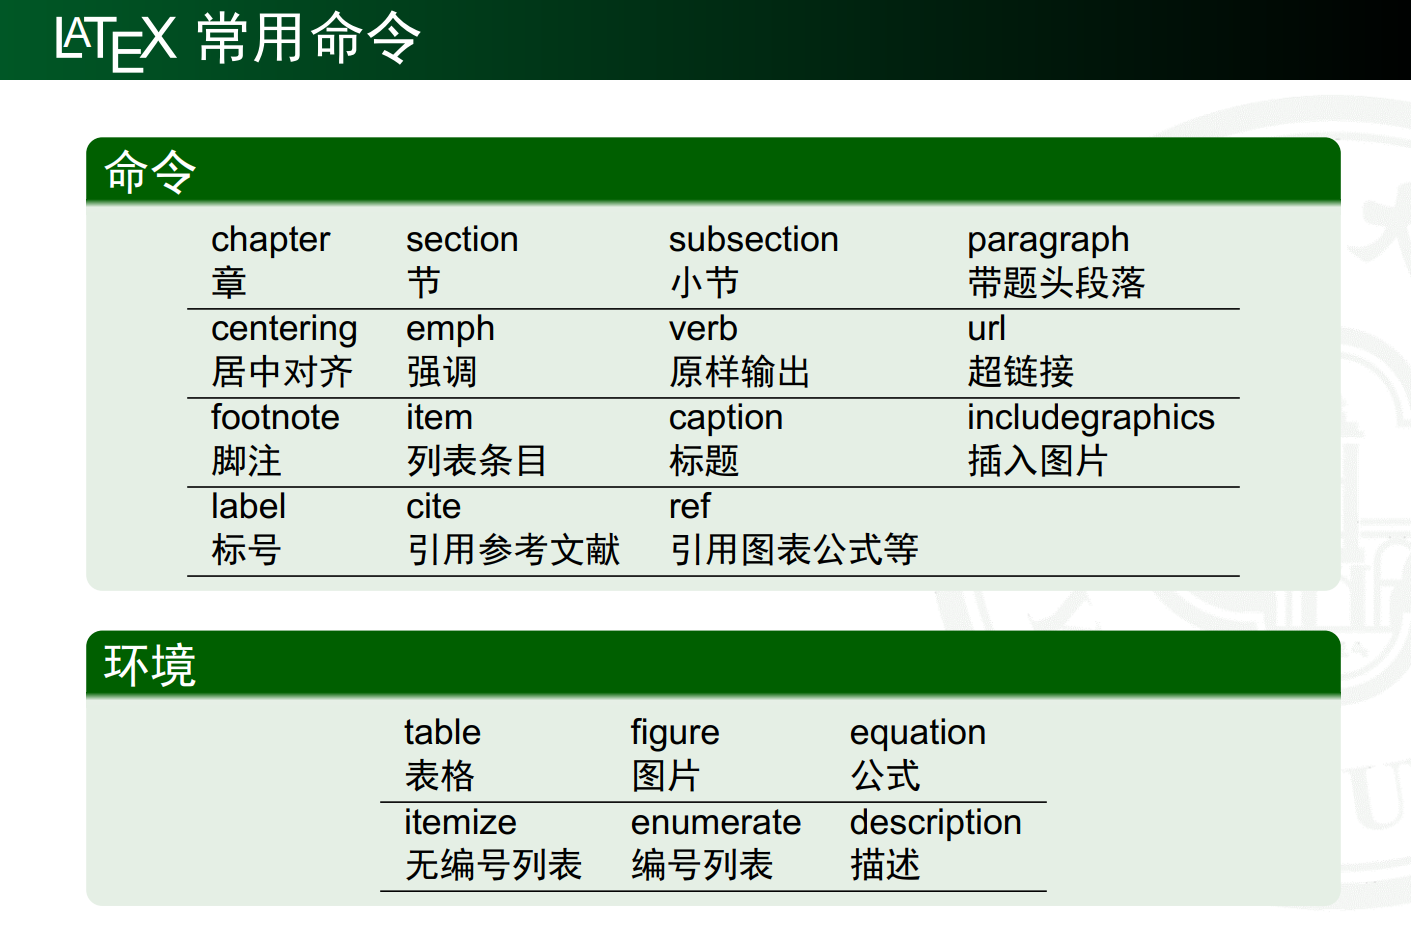 LATEX 常用命令
命令
chapter section subsection paragraph
章 节 小节 带题头段落
centering emph verb url
居中对齐 强调 原样输出 超链接
footnote item caption includegraphics
脚注 列表条目 标题 插入图片
label cite ref
标号 引用参考文献 引用图表公式等
环境
table figure equation
表格 图片 公式
itemize enumerate description
无编号列表 编号列表 描述